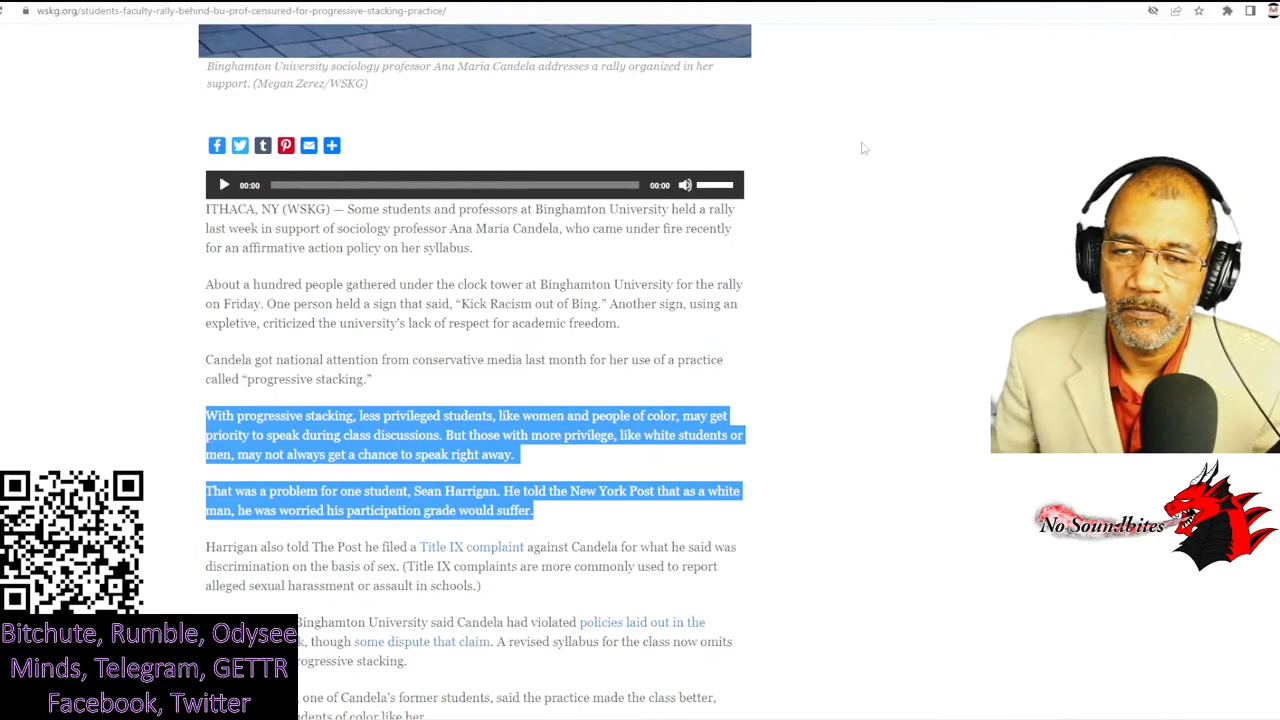 wskg.org/students-faculty-rally-behind-bu-prof-censured-for-progressive-stacking-practice/
Binghamton University sociology professor Ana Maria Candela addresses a rally organized in her
support. (Megan Zerez/WSKG)
00:00
00:00
ITHACA, NY (WSKG) — Some students and professors at Binghamton University held a rally
last week in support of sociology professor Ana Maria Candela, who came under fire recently
for an affirmative action policy on her syllabus.
About a hundred people gathered under the clock tower at Binghamton University for the rally
on Friday. One person held a sign that said, “Kick Racism out of Bing.” Another sign, using an
expletive, criticized the university’s lack of respect for academic freedom.
Candela got national attention from conservative media last month for her use of a practice
called “progressive stacking.”
With progressive stacking, less privileged students, like women and people of color, may get
priority to speak during class discussions. But those with more privilege, like white students or
men, may not always get a chance to speak right away.
That was a problem for one student, Sean Harrigan. He told the New York Post that as a white
man, he was worried his participation grade would suffer.
Harrigan also told The Post he filed a Title IX complaint against Candela for what he said was
discrimination on the basis of sex. (Title IX complaints are more commonly used to report
alleged sexual harassment or assault in schools.)
Binghamton University said Candela had violated policies laid out in the
though some dispute that claim. A revised syllabus for the class now omits
stacking.
one of Candela’s former students, said the practice made the class better,
of color like her.
No Soundbites
Bitchute, Rumble, Odysee
Minds, Telegram, GETTR
Facebook, Twitter